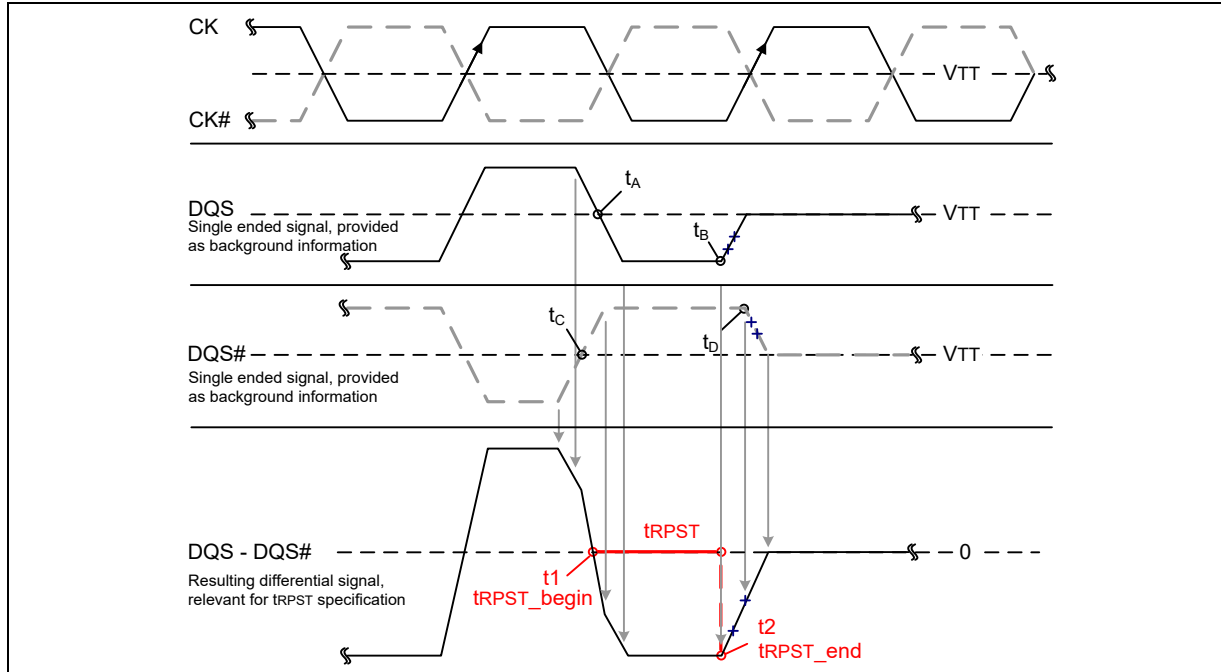 CK
VTT
CK#
tA
DQS
Single ended signal, provided
as background information
tB
VTT
tC
tD
DQS#
VTT
Single ended signal, provided
as background information
tRPST
DQS - DQS#
0
Resulting differential signal,
relevant for tRPST specification
t1
tRPST_begin
t2
tRPST_end